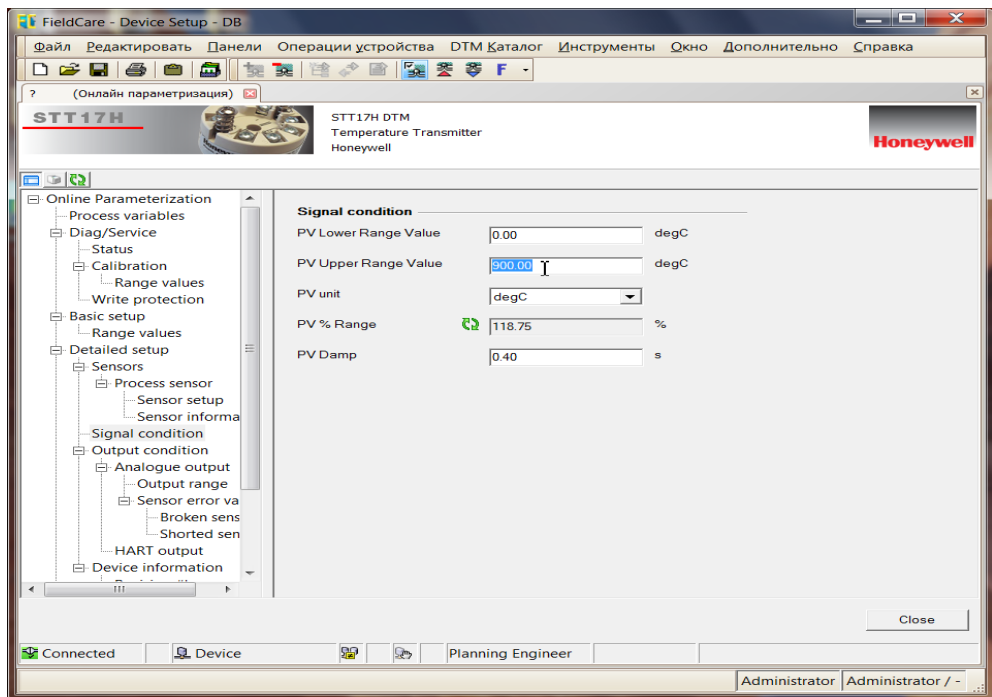 FieldCare - Device Setup - DB
Файл Редактировать Панели Операции устройства DTM Каталог Инструменты Окно Дополнительно Справка
F
? (Онлайн параметризация)
STT17H
STT17H DTM
Temperature Transmitter
Honeywell
Honeywell
Online Parameterization
Process variables
Diag/Service
Status
Calibration
Range values
Write protection
Basic setup
Range values
Detailed setup
Sensors
Process sensor
Sensor setup
Sensor informa
Signal condition
Output condition
Analogue output
Output range
Sensor error va
Broken sens
Shorted sen
HART output
Device information
Signal condition
PV Lower Range Value 0.00 degC
PV Upper Range Value 900.00 degC
PV unit degC
PV % Range 118.75 %
PV Damp 0.40 s
Close
Connected Device Planning Engineer
Administrator Administrator / -